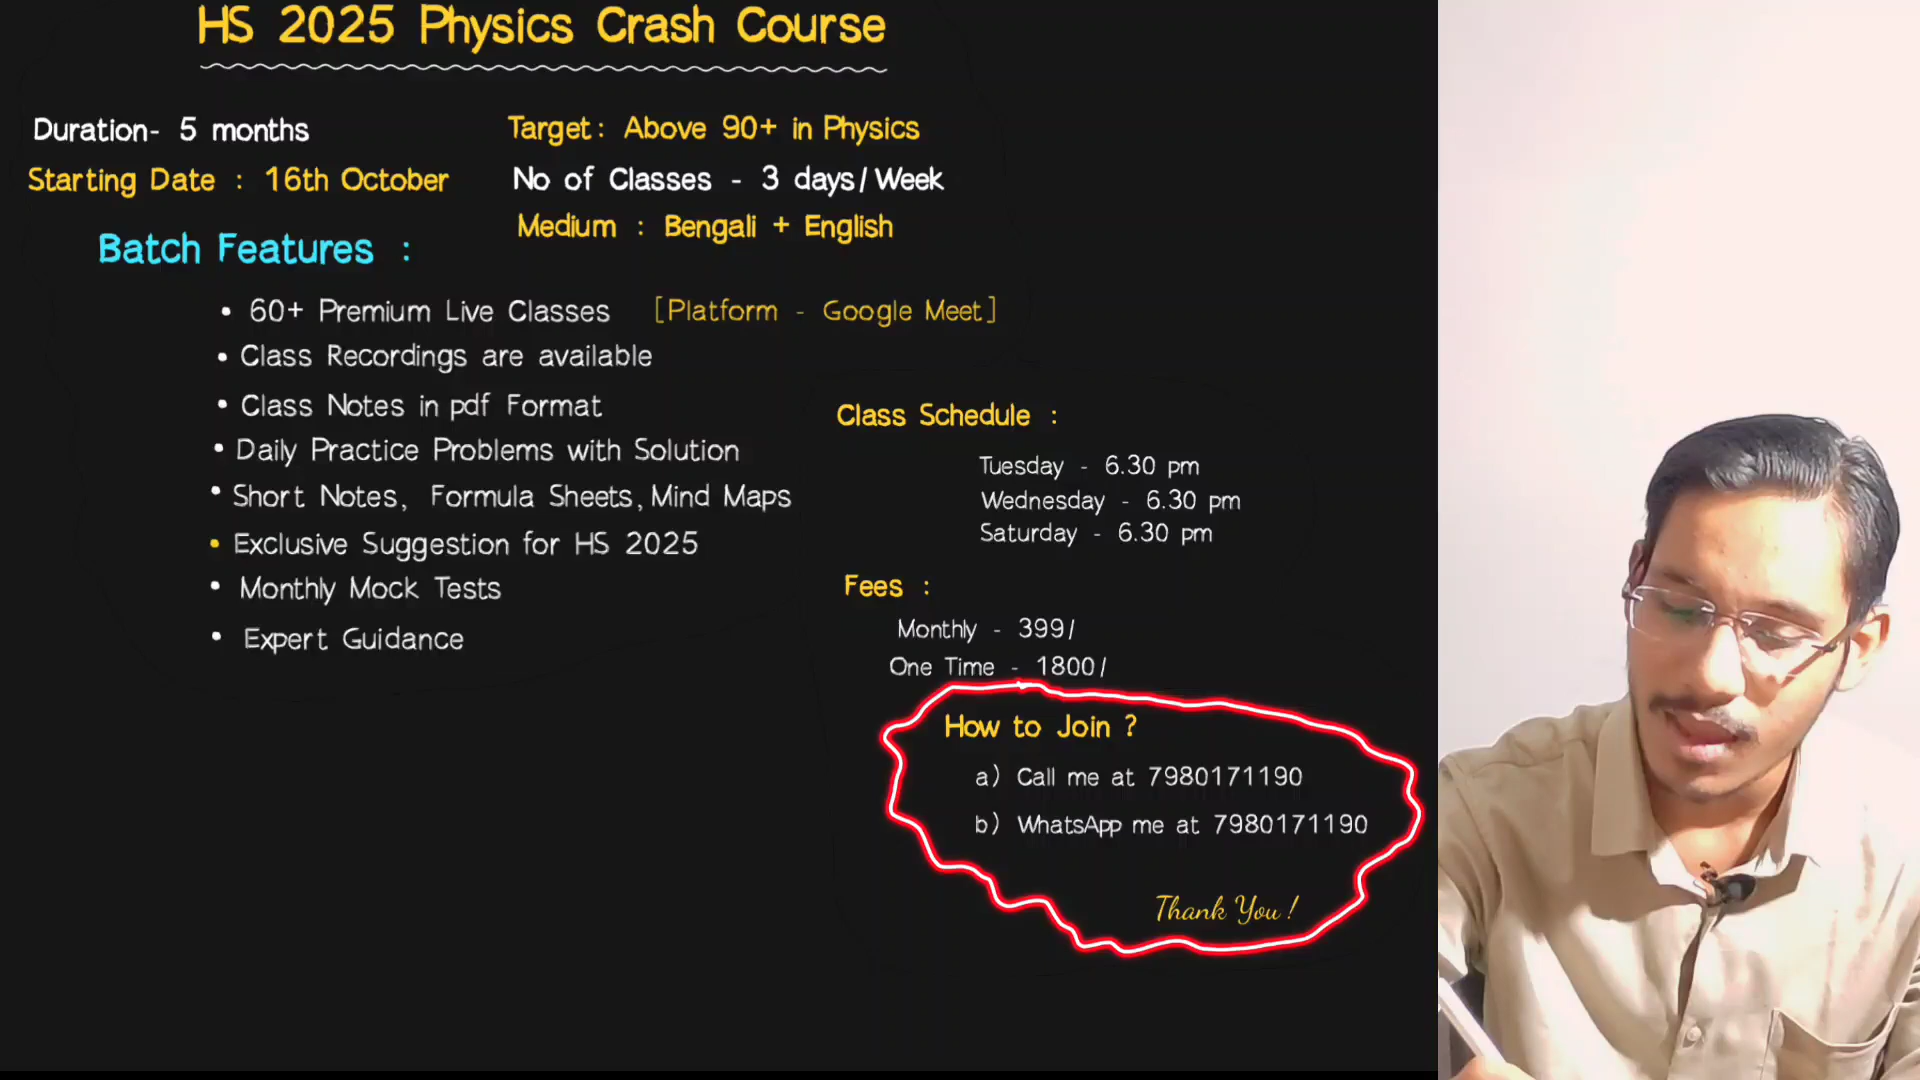 HS 2025 Physics Crash Course
Duration- 5 months
Starting Date : 16th October
Target: Above 90+ in Physics
No of Classes - 3 days/Week
Medium : Bengali + English
Batch Features :
• 60+ Premium Live Classes [Platform - Google Meet]
• Class Recordings are available
• Class Notes in pdf Format
• Daily Practice Problems with Solution
• Short Notes, Formula Sheets, Mind Maps
• Exclusive Suggestion for HS 2025
• Monthly Mock Tests
• Expert Guidance
Class Schedule :
Tuesday - 6.30 pm
Wednesday - 6.30 pm
Saturday - 6.30 pm
Fees :
Monthly - 399/
One Time - 1800/
How to Join ?
a) Call me at 7980171190
b) WhatsApp me at 7980171190
Thank You !